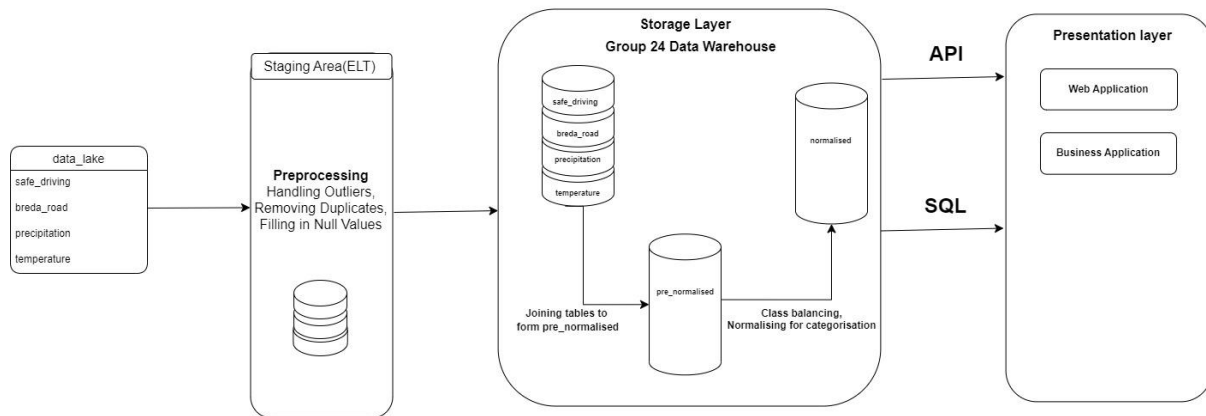 data_lake
safe_driving
breda_road
precipitation
temperature
Staging Area(ELT)
Preprocessing
Handling Outliers,
Removing Duplicates,
Filling in Null Values
Storage Layer
Group 24 Data Warehouse
safe_driving
breda_road
precipitation
temperature
Joining tables to
form pre_normalised
pre_normalised
Class balancing,
Normalising for categorisation
normalised
API
SQL
Presentation layer
Web Application
Business Application